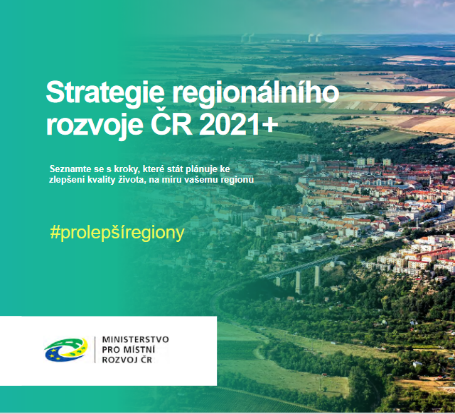 Strategie regionálního
rozvoje ČR 2021+
Seznamte se s kroky, které stát plánuje ke
zlepšení kvality života, na míru vašemu regionu
#prolepšíregiony
MINISTERSTVO
PRO MÍSTNÍ
ROZVOJ ČR